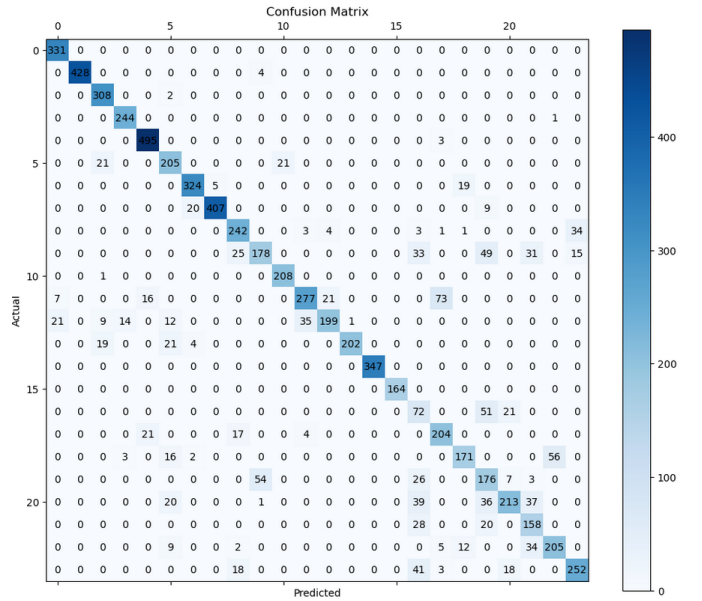 Confusion Matrix
0 5 10 15 20
0 331 0 0 0 0 0 0 0 0 0 0 0 0 0 0 0 0 0 0 0 0 0 0 0
0 428 0 0 0 0 0 0 0 4 0 0 0 0 0 0 0 0 0 0 0 0 0 0
0 0 308 0 0 2 0 0 0 0 0 0 0 0 0 0 0 0 0 0 0 0 0 0
0 0 0 244 0 0 0 0 0 0 0 0 0 0 0 0 0 0 0 0 0 0 1 0
0 0 0 0 495 0 0 0 0 0 0 0 0 0 0 0 0 3 0 0 0 0 0 0
5 0 0 21 0 0 205 0 0 0 0 21 0 0 0 0 0 0 0 0 0 0 0 0 0
0 0 0 0 0 0 324 5 0 0 0 0 0 0 0 0 0 0 19 0 0 0 0 0
0 0 0 0 0 0 20 407 0 0 0 0 0 0 0 0 0 0 0 9 0 0 0 0
0 0 0 0 0 0 0 0 242 0 0 3 4 0 0 0 3 1 1 0 0 0 0 34
0 0 0 0 0 0 0 0 25 178 0 0 0 0 0 0 33 0 0 49 0 31 0 15
10 0 0 1 0 0 0 0 0 0 0 208 0 0 0 0 0 0 0 0 0 0 0 0 0
7 0 0 0 16 0 0 0 0 0 0 277 21 0 0 0 0 73 0 0 0 0 0 0
21 0 9 14 0 12 0 0 0 0 0 35 199 1 0 0 0 0 0 0 0 0 0 0
0 0 19 0 0 21 4 0 0 0 0 0 0 202 0 0 0 0 0 0 0 0 0 0
0 0 0 0 0 0 0 0 0 0 0 0 0 0 347 0 0 0 0 0 0 0 0 0
15 0 0 0 0 0 0 0 0 0 0 0 0 0 0 0 164 0 0 0 0 0 0 0 0
0 0 0 0 0 0 0 0 0 0 0 0 0 0 0 0 72 0 0 51 21 0 0 0
0 0 0 0 21 0 0 0 17 0 0 4 0 0 0 0 0 204 0 0 0 0 0 0
0 0 0 3 0 16 2 0 0 0 0 0 0 0 0 0 0 0 171 0 0 0 56 0
0 0 0 0 0 0 0 0 0 54 0 0 0 0 0 0 26 0 0 176 7 3 0 0
20 0 0 0 0 0 20 0 0 0 1 0 0 0 0 0 0 39 0 0 36 213 37 0 0
0 0 0 0 0 0 0 0 0 0 0 0 0 0 0 0 28 0 0 20 0 158 0 0
0 0 0 0 0 9 0 0 2 0 0 0 0 0 0 0 0 5 12 0 0 34 205 0
0 0 0 0 0 0 0 0 18 0 0 0 0 0 0 0 41 3 0 0 18 0 0 252
Actual
Predicted
400
300
200
100
0